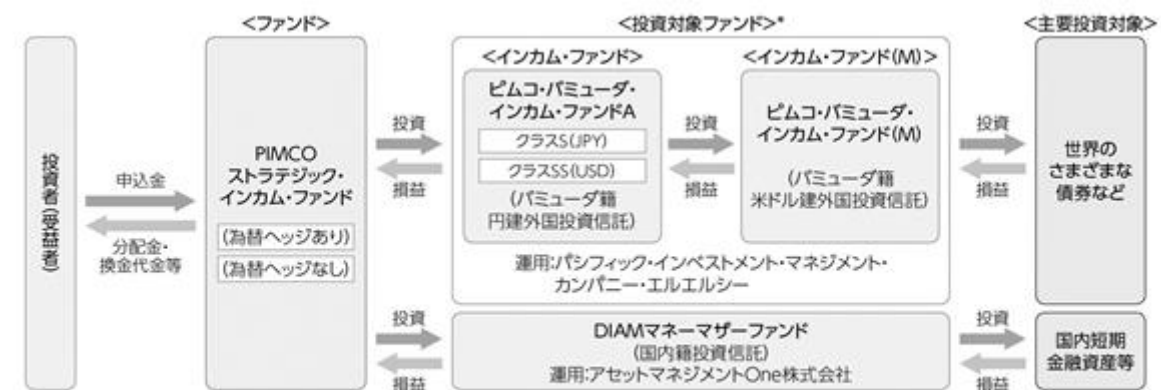 <ファンド>
<投資対象ファンド>*
<主要投資対象>
<インカム・ファンド>
<インカム・ファンド(M)>
投資者(受益者)
申込金
分配金・
換金代金等
PIMCO
ストラテジック・
インカム・ファンド
(為替ヘッジあり)
(為替ヘッジなし)
投資
損益
ピムコ・バミューダ・
インカム・ファンドA
クラスS(JPY)
クラスSS(USD)
(バミューダ籍
円建外国投資信託)
投資
損益
ピムコ・バミューダ・
インカム・ファンド(M)
(バミューダ籍
米ドル建外国投資信託)
運用:パシフィック・インベストメント・マネジメント・
カンパニー・エルエルシー
投資
損益
世界の
さまざまな
債券など
投資
損益
DIAMマネーマザーファンド
(国内籍投資信託)
運用:アセットマネジメントOne株式会社
投資
損益
国内短期
金融資産等